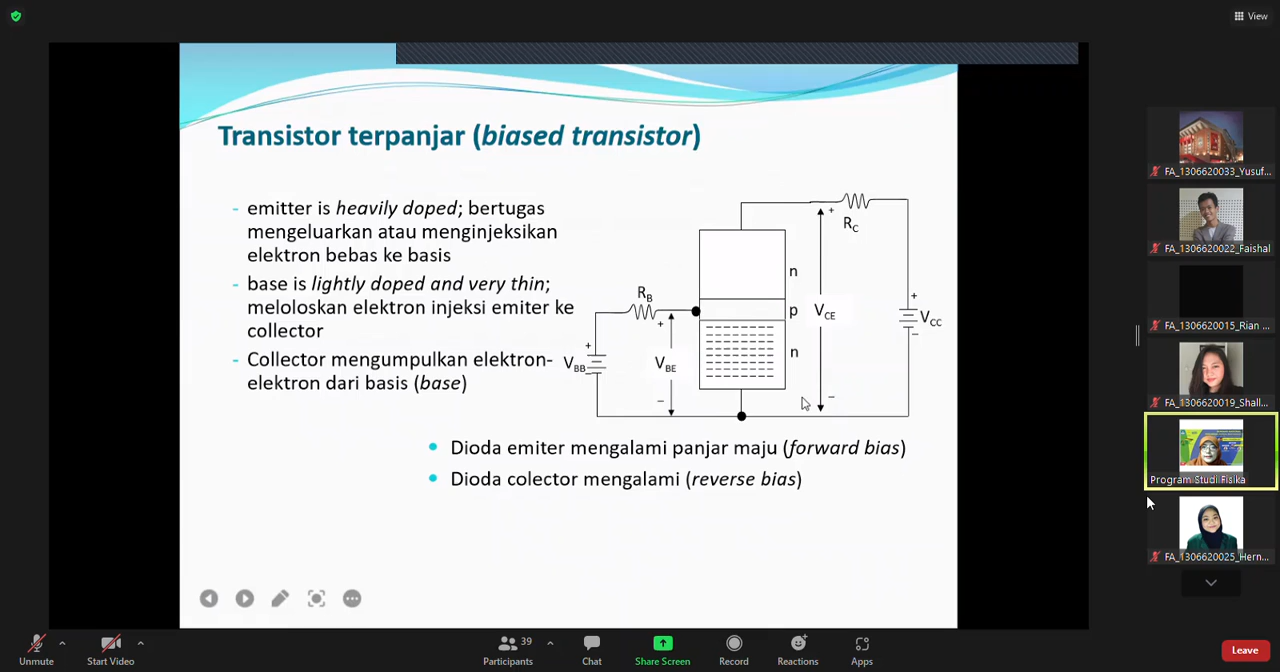 View
Transistor terpanjar (biased transistor)
- emitter is heavily doped; bertugas
mengeluarkan atau menginjeksikan
elektron bebas ke basis
- base is lightly doped and very thin;
meloloskan elektron injeksi emiter ke
collector
- Collector mengumpulkan elektron-
elektron dari basis (base)
RC
+
n
RB
p
VCE
+
VCC
-
+
+
n
VBB
VBE
-
-
• Dioda emiter mengalami panjar maju (forward bias)
• Dioda colector mengalami (reverse bias)
FA_1306620033_Yusuf...
FA_1306620022_Faishal
FA_1306620015_Rian ...
FA_1306620019_Shall...
Program Studi Fisika
FA_1306620025_Hern...
Unmute
Start Video
39
Participants
Chat
Share Screen
Record
Reactions
Apps
Leave